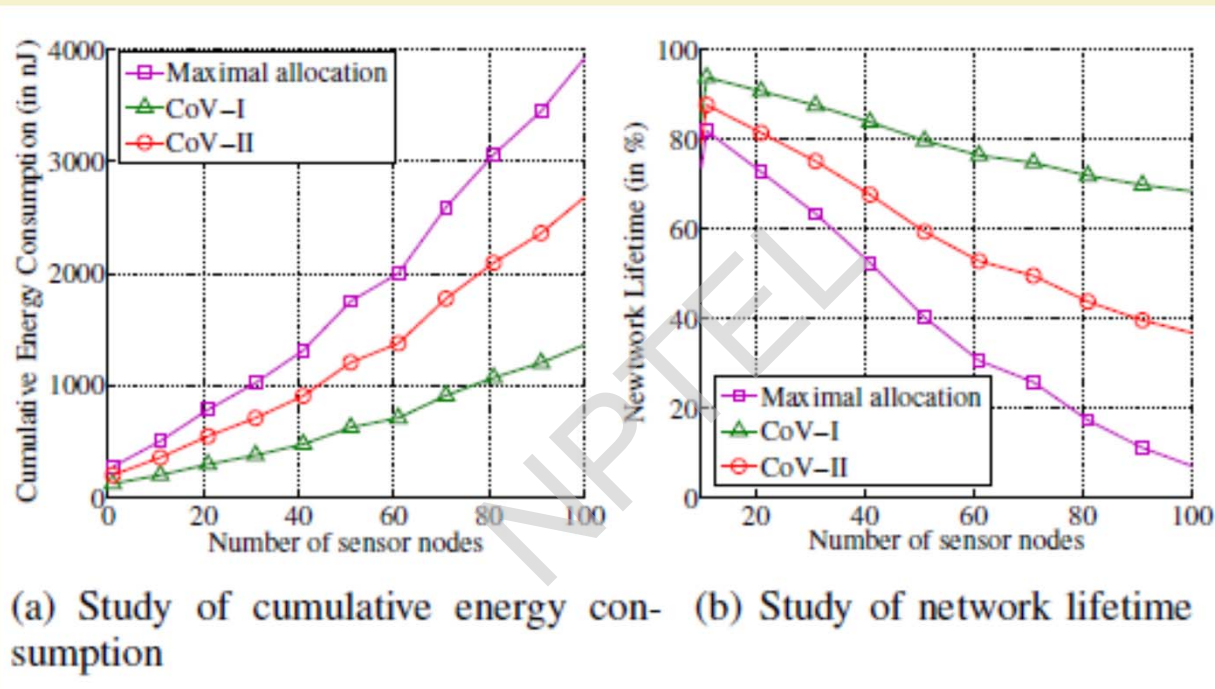 4000
3000
2000
1000
0
0 20 40 60 80 100
Cumulative Energy Consumption (in nJ)
Number of sensor nodes
Maximal allocation
CoV–I
CoV–II
100
80
60
40
20
0
20 40 60 80 100
Newtwork Lifetime (in %)
Number of sensor nodes
Maximal allocation
CoV–I
CoV–II
NPTEL
(a) Study of cumulative energy con-
sumption
(b) Study of network lifetime